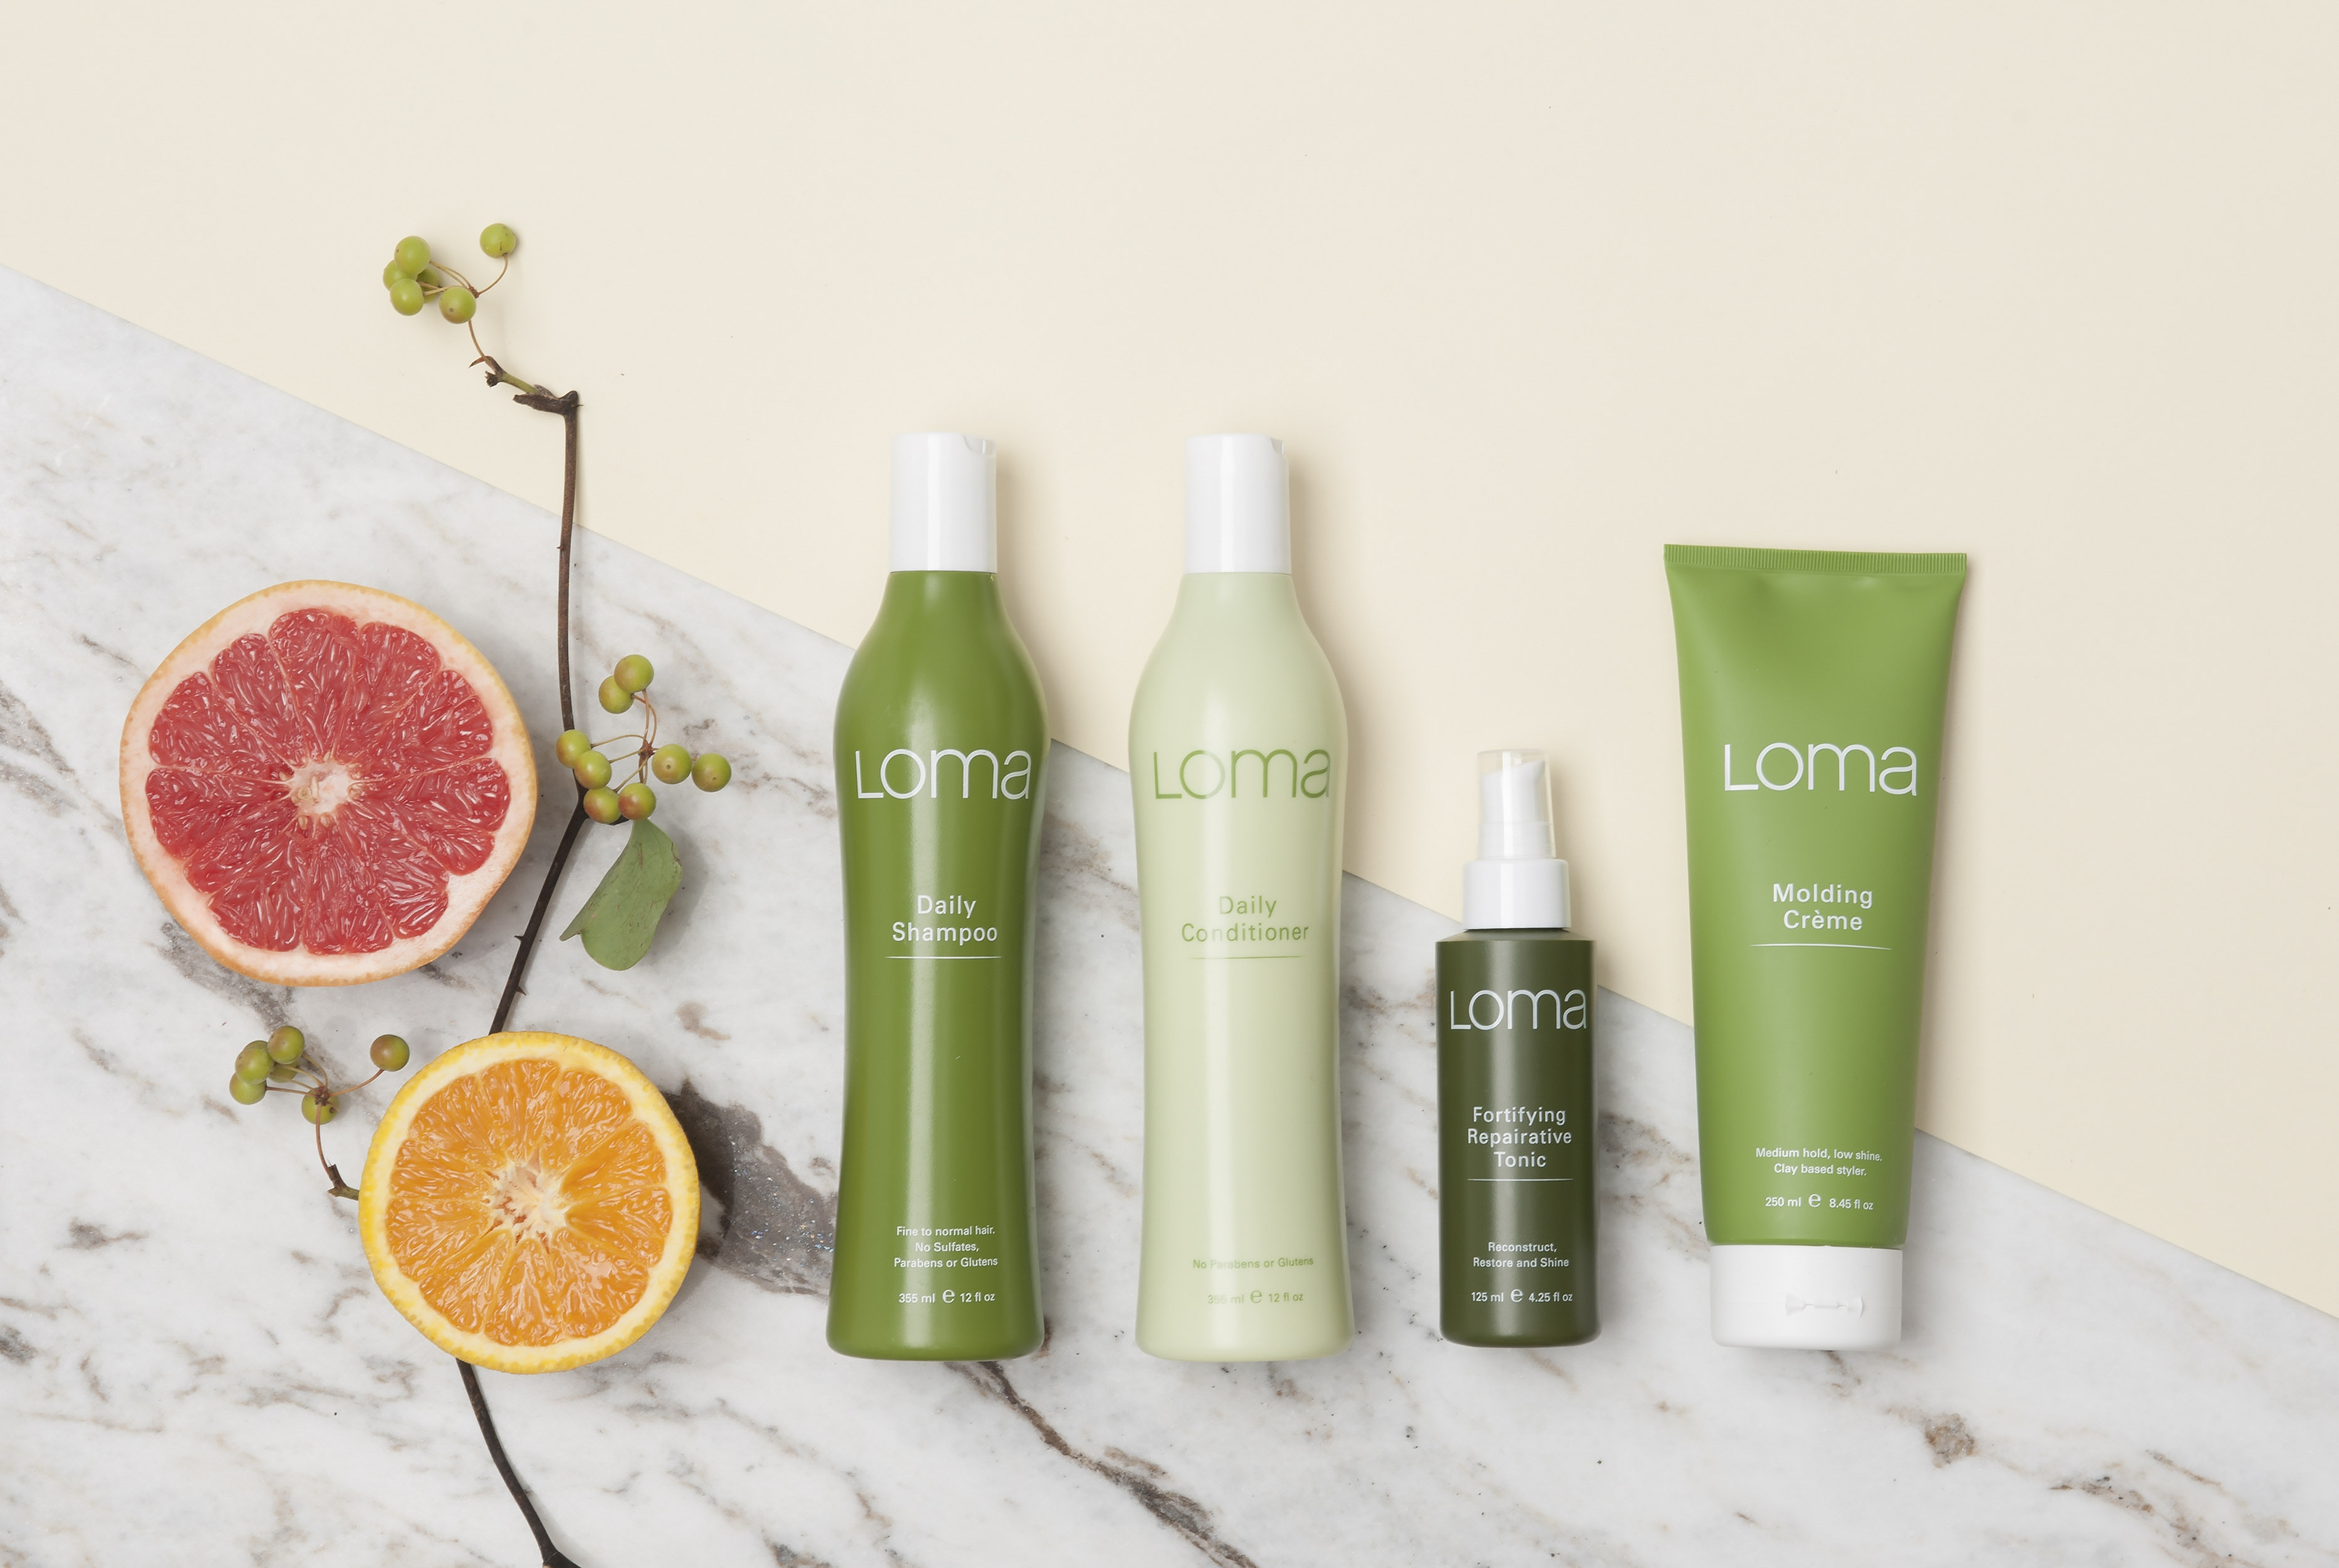 Loma
Daily
Shampoo
Fine to normal hair.
No Sulfates,
Parabens or Glutens
355 ml e 12 fl oz
Loma
Daily
Conditioner
No Parabens or Glutens
355 ml e 12 fl oz
Loma
Fortifying
Repairative
Tonic
Reconstruct,
Restore and Shine
125 ml e 4.25 fl oz
Loma
Molding
Crème
Medium hold, low shine.
Clay based styler.
250 ml e 8.45 fl oz